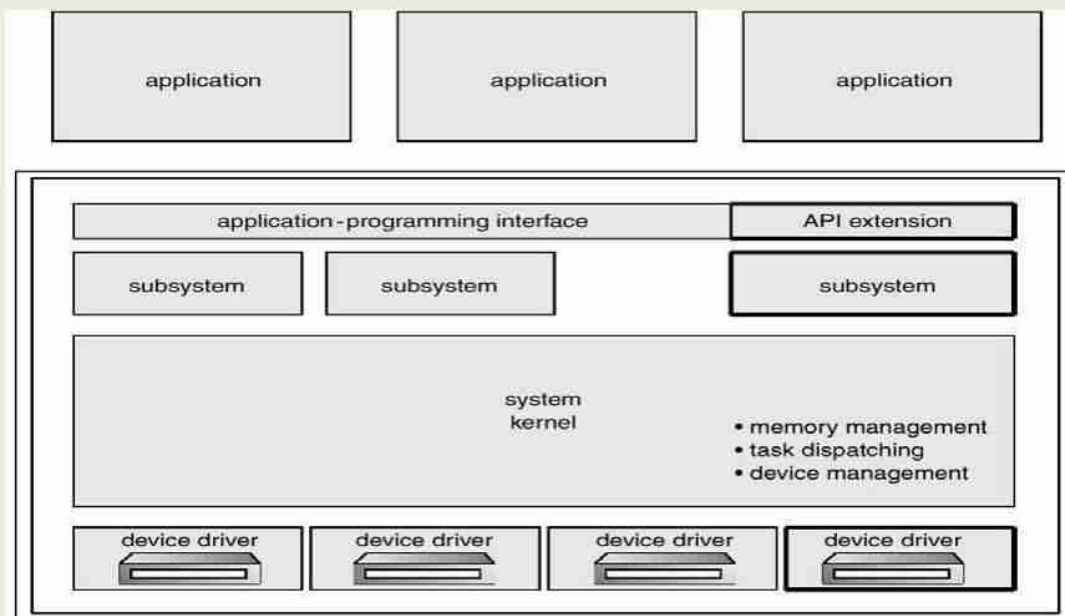 application
application
application
application-programming interface
API extension
subsystem
subsystem
subsystem
system
kernel
• memory management
• task dispatching
• device management
device driver
device driver
device driver
device driver